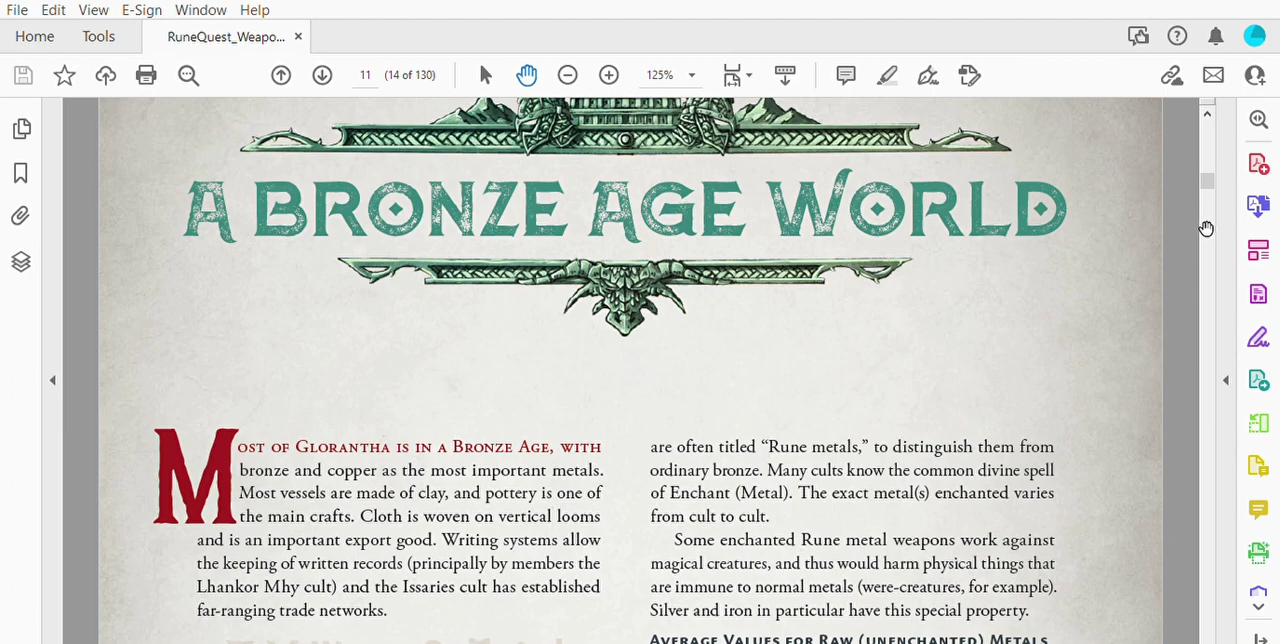 File Edit View E-Sign Window Help
Home Tools RuneQuest_Weapo... ×
11 (14 of 130) 125%
A BRONZE AGE WORLD
MOST OF GLORANTHA IS IN A BRONZE AGE, WITH
bronze and copper as the most important metals.
Most vessels are made of clay, and pottery is one of
the main crafts. Cloth is woven on vertical looms
and is an important export good. Writing systems allow
the keeping of written records (principally by members the
Lhankor Mhy cult) and the Issaries cult has established
far-ranging trade networks.
are often titled “Rune metals,” to distinguish them from
ordinary bronze. Many cults know the common divine spell
of Enchant (Metal). The exact metal(s) enchanted varies
from cult to cult.
Some enchanted Rune metal weapons work against
magical creatures, and thus would harm physical things that
are immune to normal metals (were-creatures, for example).
Silver and iron in particular have this special property.
AVERAGE VALUES FOR RAW (UNENCHANTED) METALS